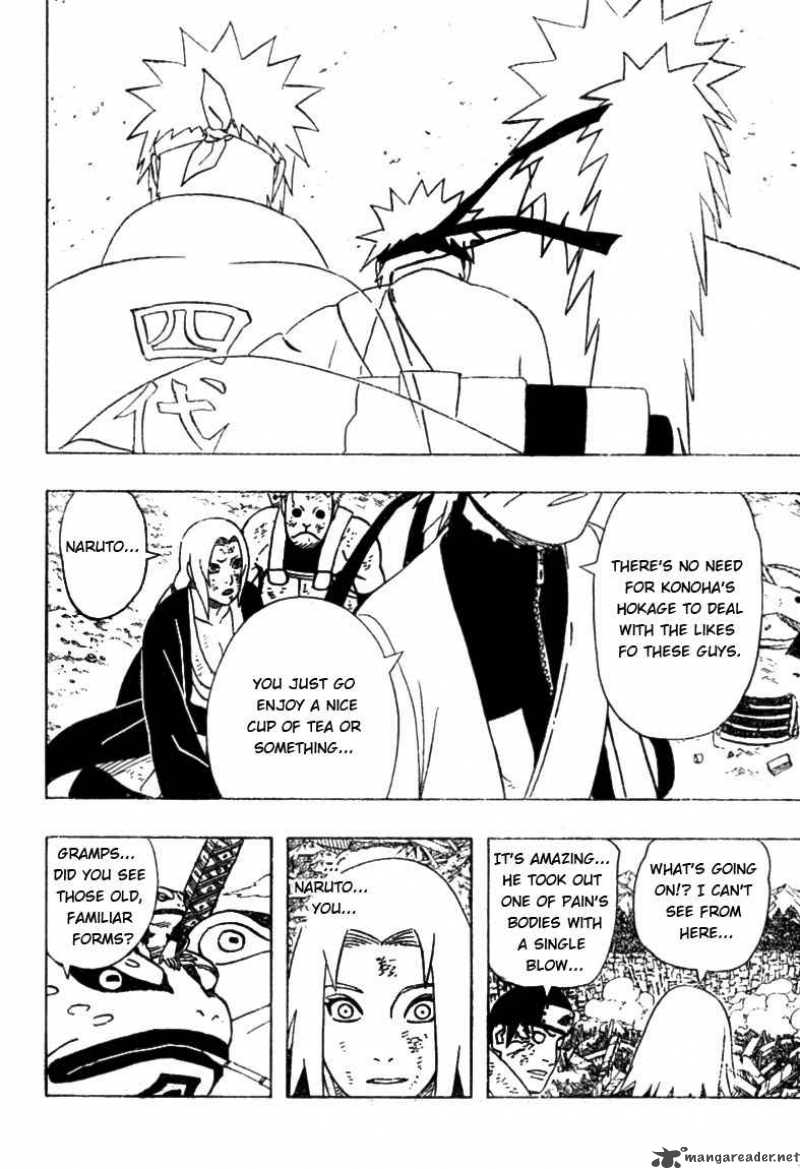 四
代
THERE'S NO NEED
FOR KONOHA'S
HOKAGE TO DEAL
WITH THE LIKES
FO THESE GUYS.
YOU JUST GO
ENJOY A NICE
CUP OF TEA OR
SOMETHING...
NARUTO...
WHAT'S GOING
ON!? I CAN'T
SEE FROM
HERE...
IT'S AMAZING...
HE TOOK OUT
ONE OF PAIN'S
BODIES WITH
A SINGLE
BLOW...
NARUTO...
YOU...
GRAMPS...
DID YOU SEE
THOSE OLD,
FAMILIAR
FORMS?
mangareader.net